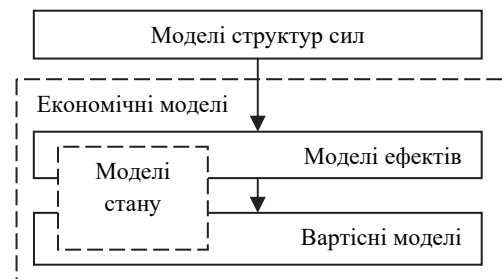 Моделі структур сил
Економічні моделі
Моделі ефектів
Моделі
стану
Вартісні моделі